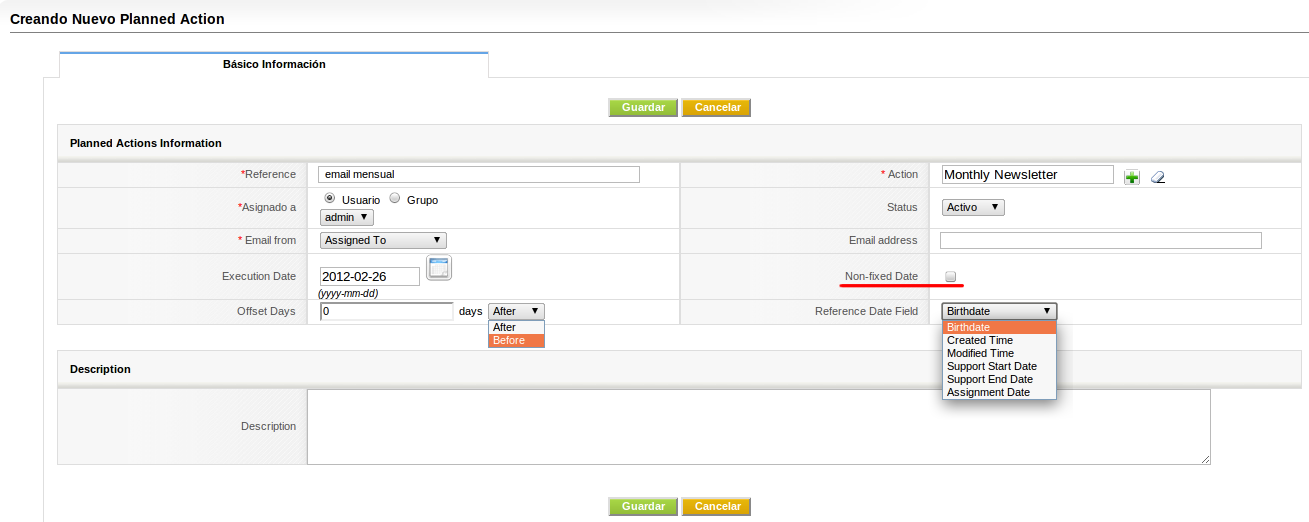 Creando Nuevo Planned Action
Básico Información
Guardar Cancelar
Planned Actions Information
*Reference email mensual * Action Monthly Newsletter
*Asignado a Usuario Grupo
admin Status Activo
* Email from Assigned To Email address
Execution Date 2012-02-26 Non-fixed Date
(yyyy-mm-dd)
Offset Days 0 days After Reference Date Field Birthdate
After
Before
Birthdate
Created Time
Modified Time
Support Start Date
Support End Date
Assignment Date
Description
Description
Guardar Cancelar